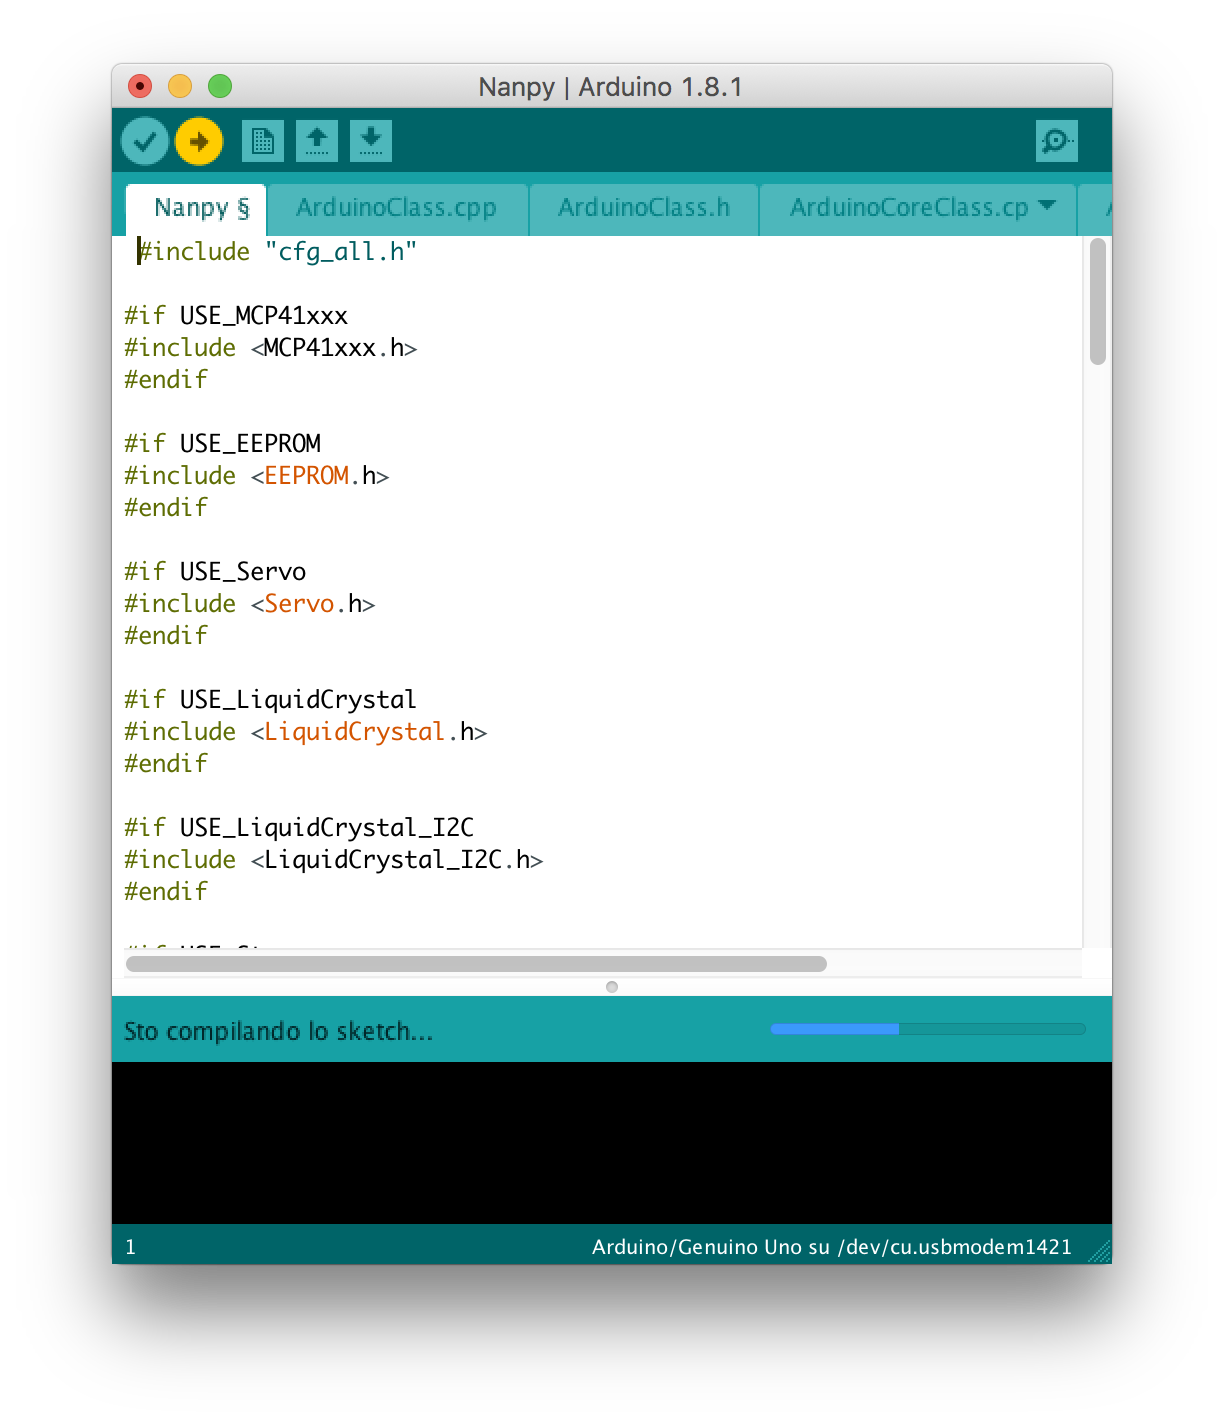 Nanpy | Arduino 1.8.1
Nanpy § ArduinoClass.cpp ArduinoClass.h ArduinoCoreClass.cp
#include "cfg_all.h"
#if USE_MCP41xxx
#include <MCP41xxx.h>
#endif
#if USE_EEPROM
#include <EEPROM.h>
#endif
#if USE_Servo
#include <Servo.h>
#endif
#if USE_LiquidCrystal
#include <LiquidCrystal.h>
#endif
#if USE_LiquidCrystal_I2C
#include <LiquidCrystal_I2C.h>
#endif
Sto compilando lo sketch...
1 Arduino/Genuino Uno su /dev/cu.usbmodem1421